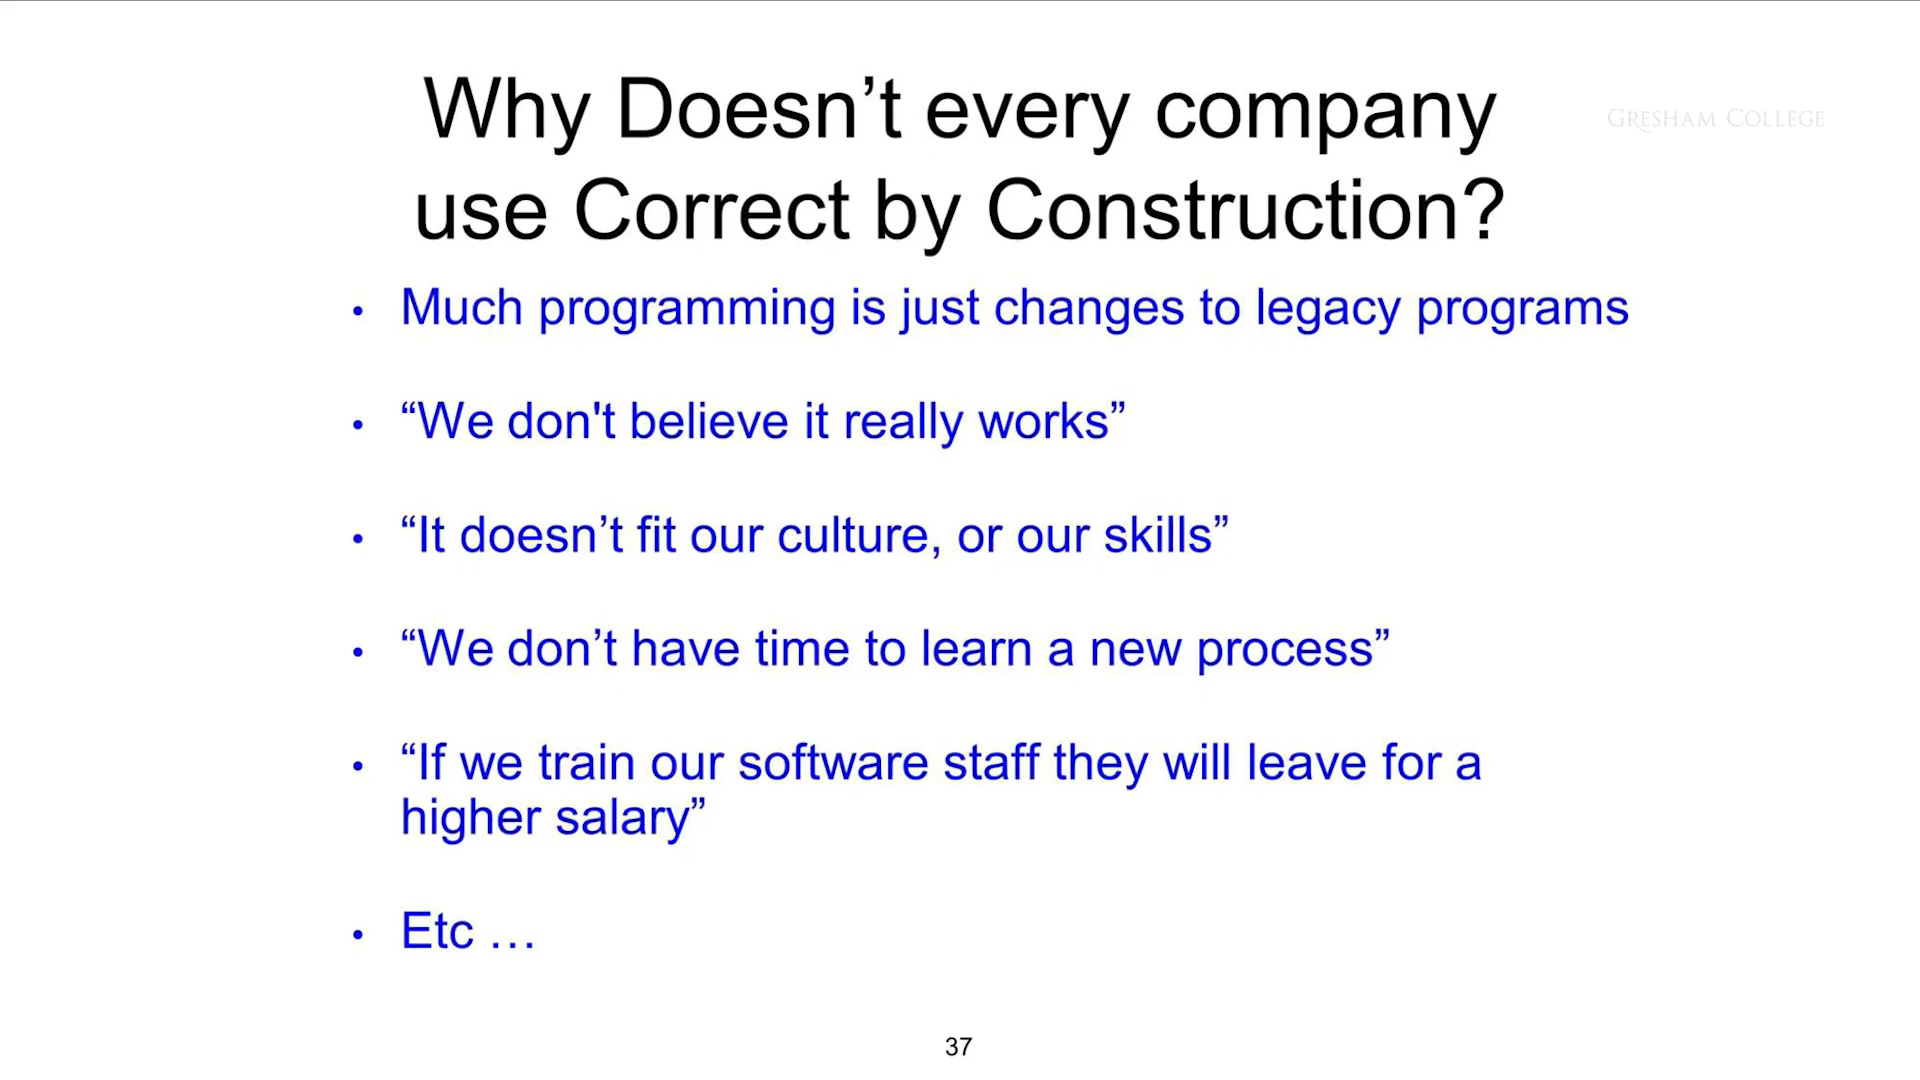 Why Doesn’t every company
GRESHAM COLLEGE
use Correct by Construction?
• Much programming is just changes to legacy programs
• “We don't believe it really works”
• “It doesn’t fit our culture, or our skills”
• “We don’t have time to learn a new process”
• “If we train our software staff they will leave for a
higher salary”
• Etc …
37